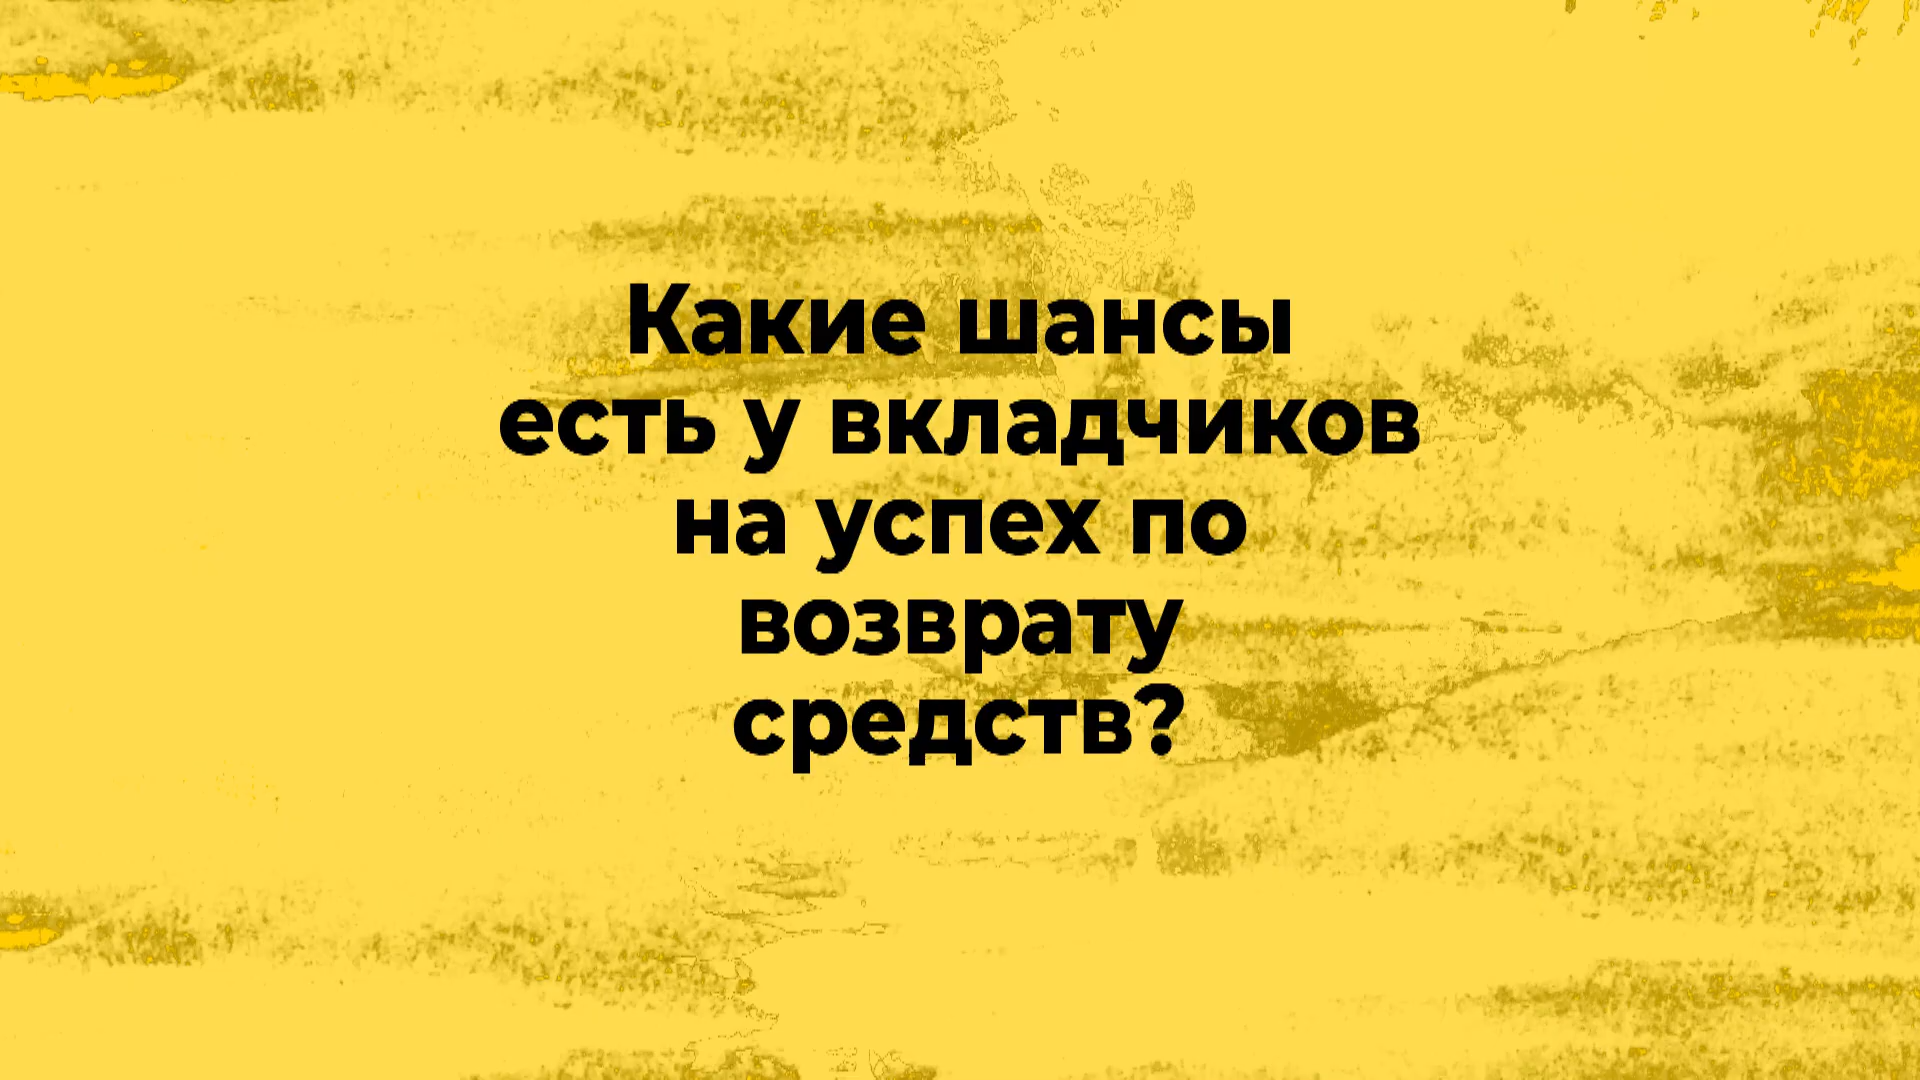 Какие шансы
есть у вкладчиков
на успех по
возврату
средств?